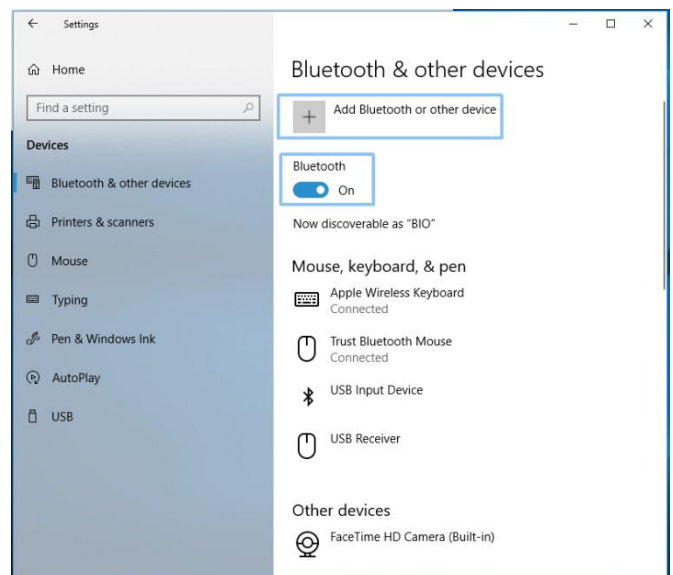 Settings
Home
Find a setting
Devices
Bluetooth & other devices
Printers & scanners
Mouse
Typing
Pen & Windows Ink
AutoPlay
USB
Bluetooth & other devices
Add Bluetooth or other device
Bluetooth
On
Now discoverable as "BIO"
Mouse, keyboard, & pen
Apple Wireless Keyboard
Connected
Trust Bluetooth Mouse
Connected
USB Input Device
USB Receiver
Other devices
FaceTime HD Camera (Built-in)